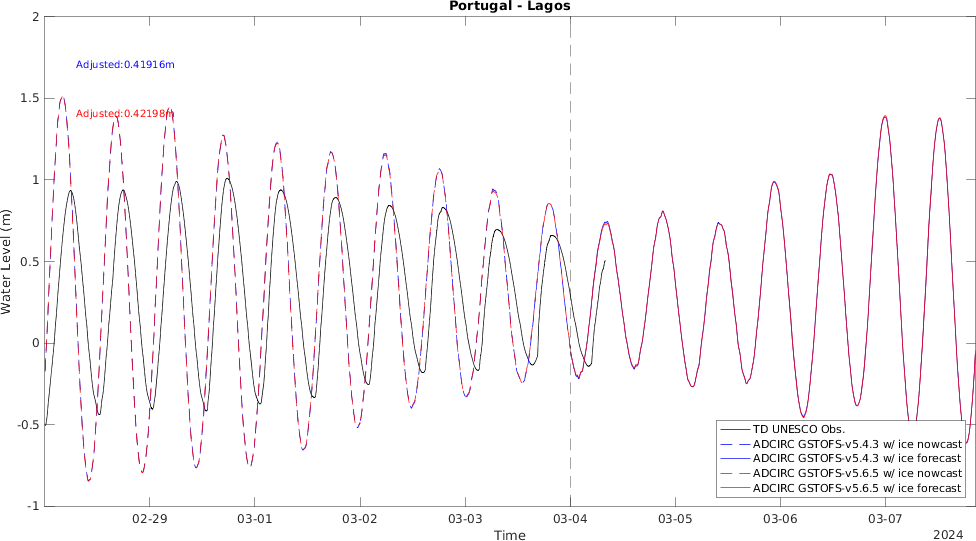 Portugal - Lagos
2
1.5
1
0.5
0
-0.5
-1
Water Level (m)
Adjusted:0.41916m
Adjusted:0.42198m
TD UNESCO Obs.
ADCIRC GSTOFS-v5.4.3 w/ ice nowcast
ADCIRC GSTOFS-v5.4.3 w/ ice forecast
ADCIRC GSTOFS-v5.6.5 w/ ice nowcast
ADCIRC GSTOFS-v5.6.5 w/ ice forecast
02-29 03-01 03-02 03-03 03-04 03-05 03-06 03-07
Time
2024